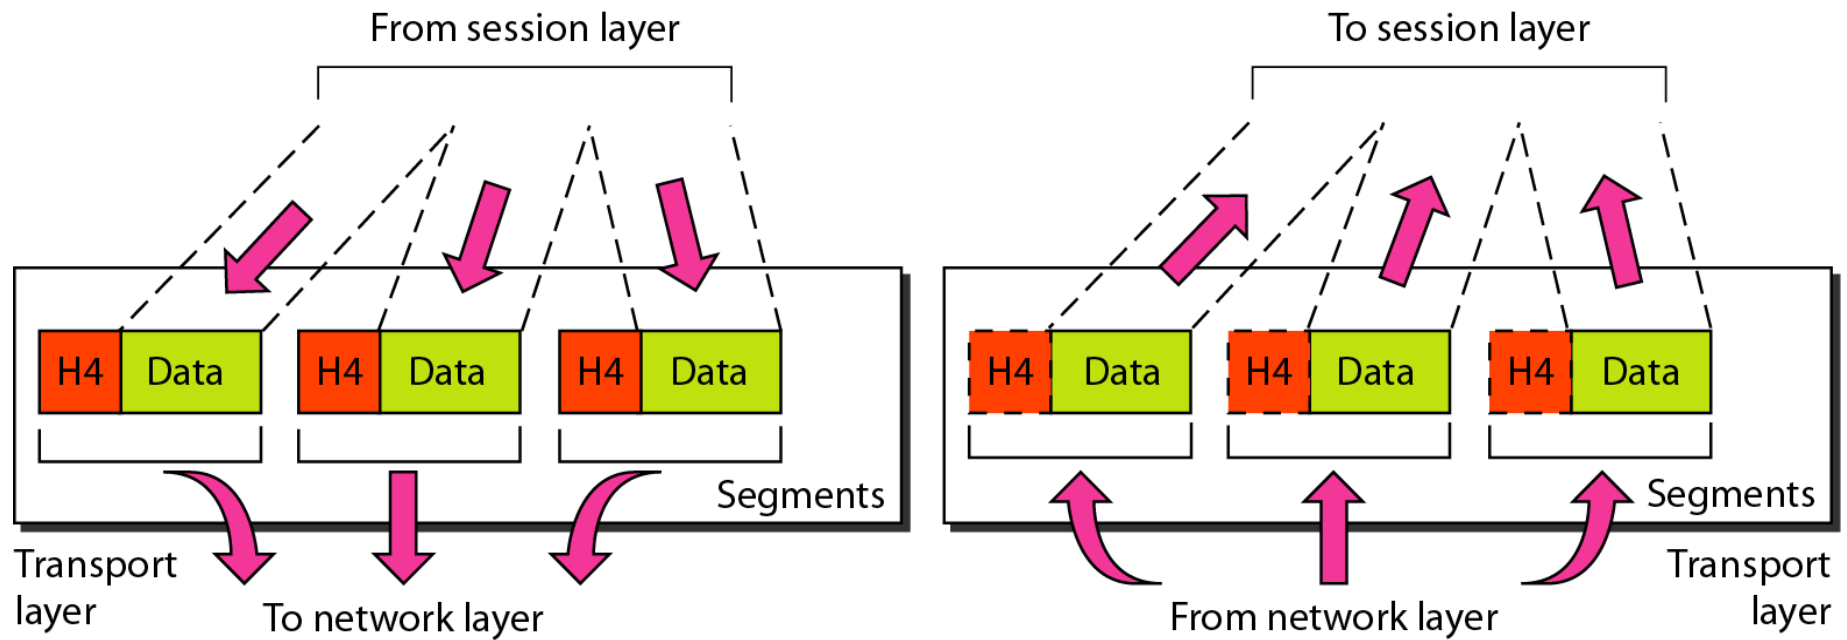 From session layer
To session layer
H4 Data H4 Data H4 Data
H4 Data H4 Data H4 Data
Segments
Segments
Transport
layer
To network layer
From network layer
Transport
layer